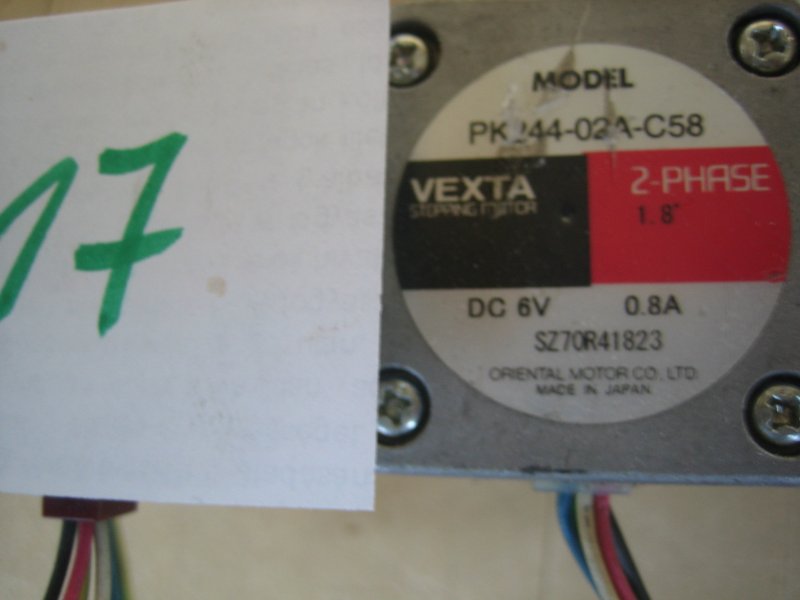 17
MODEL
PK244-02A-C58
VEXTA
STEPPING MOTOR
2-PHASE
1.8°
DC 6V 0.8A
SZ70R41823
ORIENTAL MOTOR CO., LTD.
MADE IN JAPAN